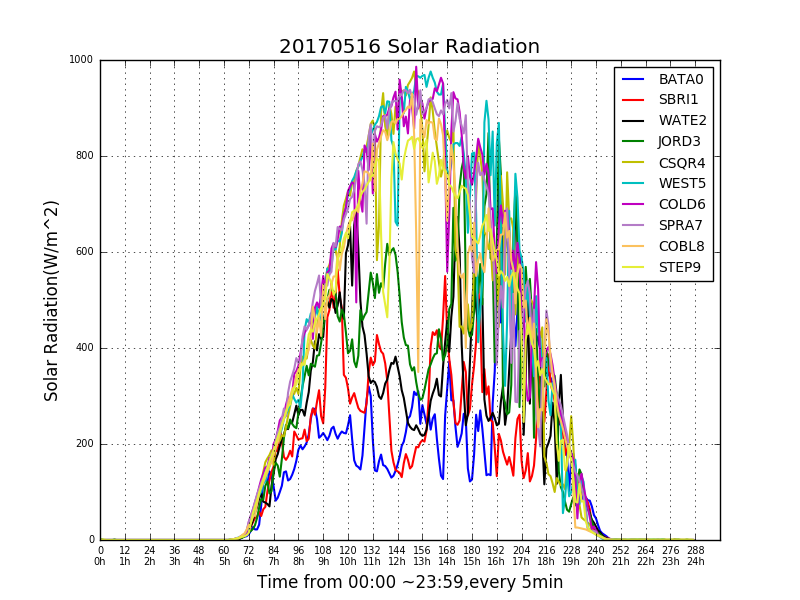 20170516 Solar Radiation
Solar Radiation(W/m^2)
1000
800
600
400
200
0
BATA0
SBRI1
WATE2
JORD3
CSQR4
WEST5
COLD6
SPRA7
COBL8
STEP9
0 12 24 36 48 60 72 84 96 108 120 132 144 156 168 180 192 204 216 228 240 252 264 276 288
0h 1h 2h 3h 4h 5h 6h 7h 8h 9h 10h 11h 12h 13h 14h 15h 16h 17h 18h 19h 20h 21h 22h 23h 24h
Time from 00:00 ~23:59,every 5min